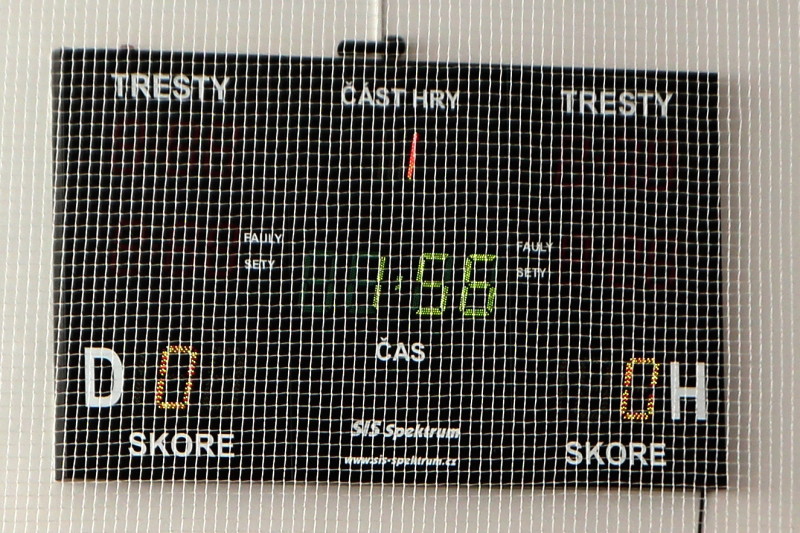 TRESTY
ČÁST HRY
TRESTY
1
FAULY
SETY
1:56
FAULY
SETY
ČAS
D 0
0 H
SKORE
SiS Spektrum
www.sis-spektrum.cz
SKORE